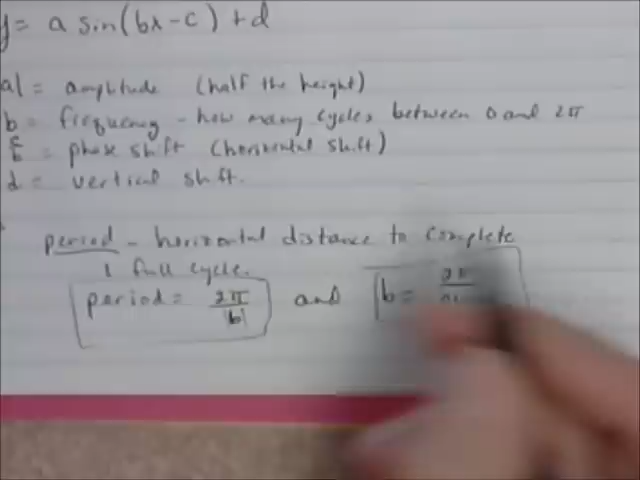 y = a sin(bx - c) + d
|a| = amplitude (half the height)
b = frequency - how many cycles between 0 and 2π
c/b = phase shift (horizontal shift)
d = vertical shift.
period - horizontal distance to complete
1 full cycle.
period = 2π/|b| and b = 2π/